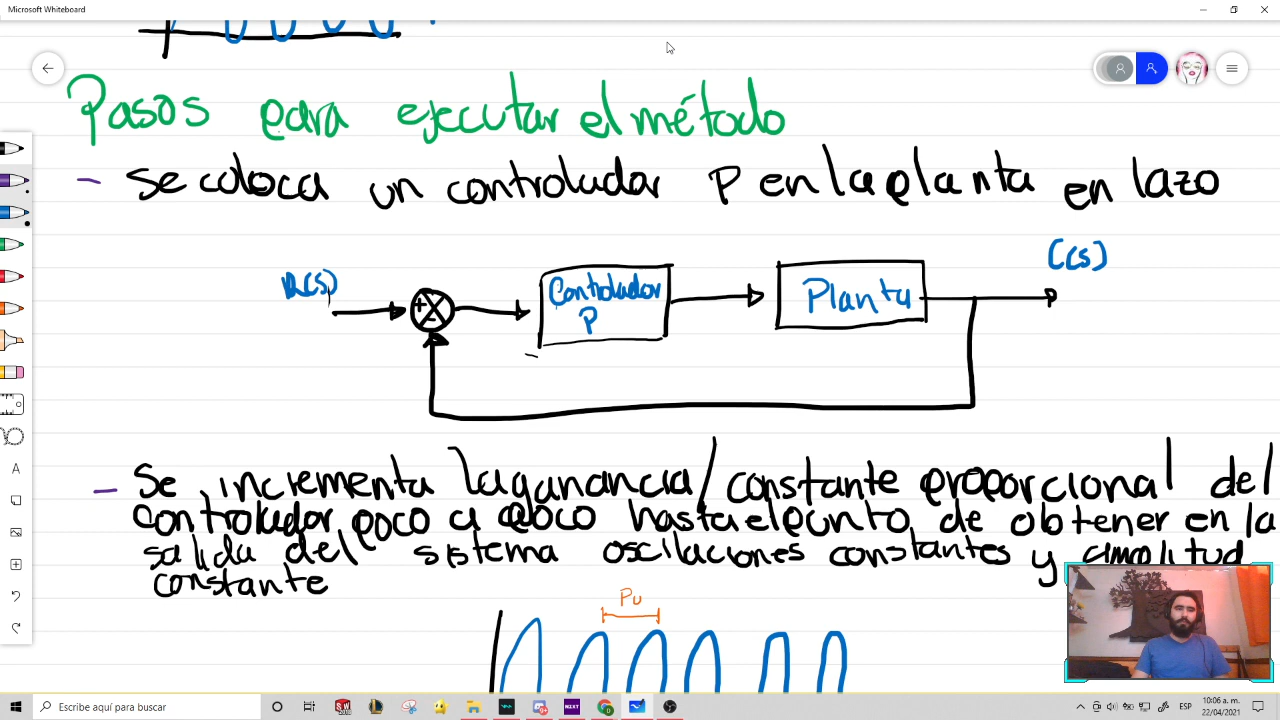 Microsoft Whiteboard
Pasos para ejecutar el método
- Se coloca un controlador P en la planta en lazo
R(s)
C(s)
+
-
Controlador
P
Planta
- Se incrementa la ganancia/constante proporcional del
controlador poco a poco hasta el punto de obtener en la
salida del sistema oscilaciones constantes y amplitud
constante
Pu
Escribe aquí para buscar
ESP
10:06 a. m.
22/04/2021